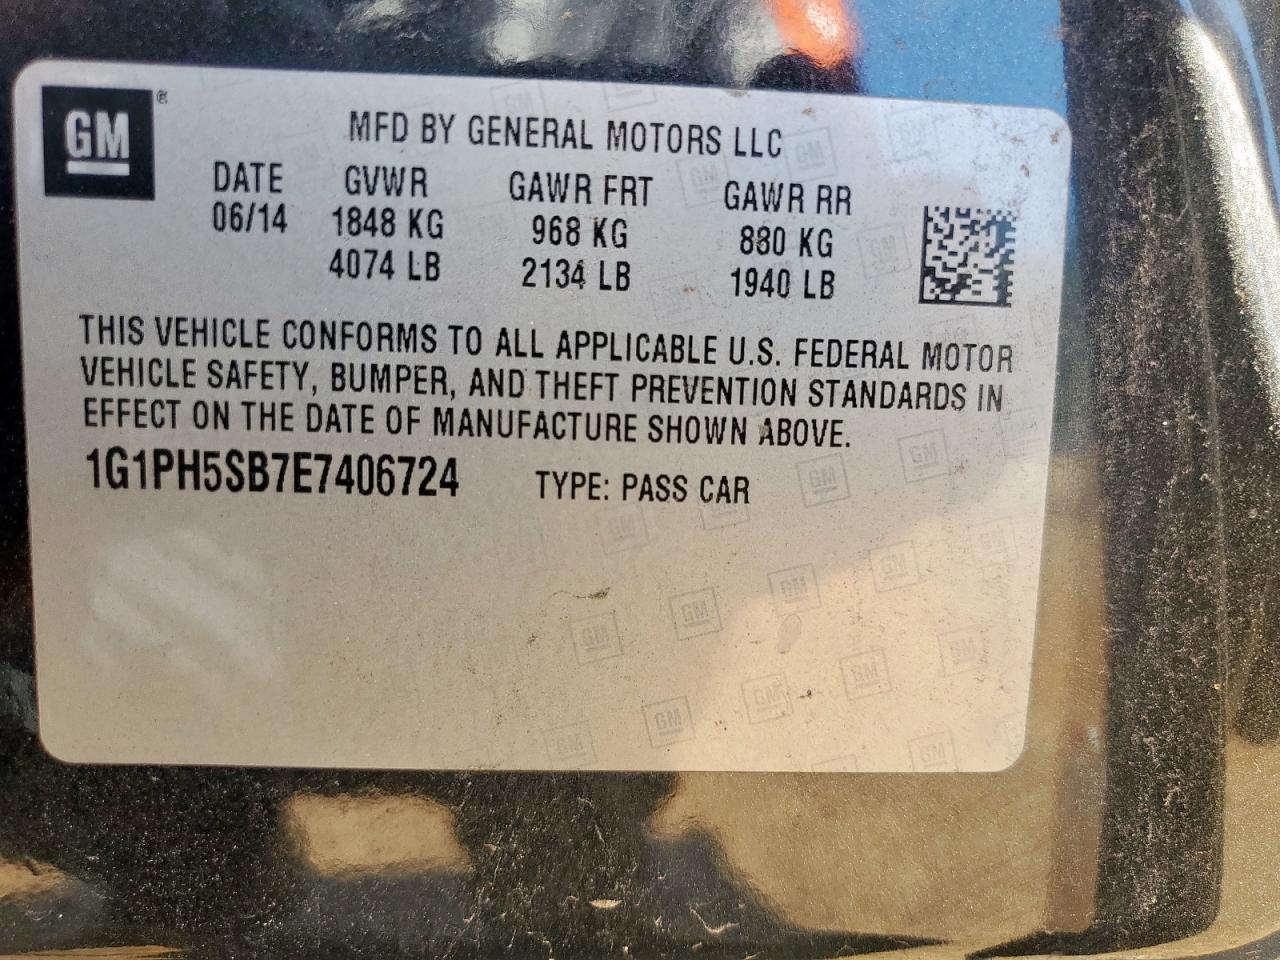 GM ®
MFD BY GENERAL MOTORS LLC
DATE GVWR GAWR FRT GAWR RR
06/14 1848 KG 968 KG 880 KG
4074 LB 2134 LB 1940 LB
THIS VEHICLE CONFORMS TO ALL APPLICABLE U.S. FEDERAL MOTOR
VEHICLE SAFETY, BUMPER, AND THEFT PREVENTION STANDARDS IN
EFFECT ON THE DATE OF MANUFACTURE SHOWN ABOVE.
1G1PH5SB7E7406724 TYPE: PASS CAR